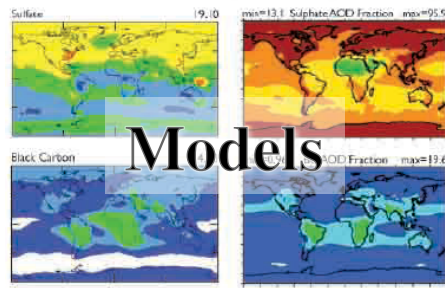 Sulfate 19.10
min=13.1 Sulphate AOD Fraction max=95.9
Models
Black Carbon
AOD Fraction max=19.6